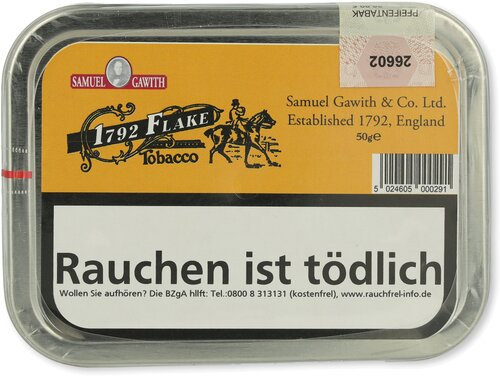 PFEIFENTABAK
26602
SAMUEL GAWITH
1792 FLAKE
Tobacco
Samuel Gawith & Co. Ltd.
Established 1792, England
50g℮
5 024605 000291
Rauchen ist tödlich
Wollen Sie aufhören? Die BZgA hilft: Tel.:0800 8 313131 (kostenfrei), www.rauchfrei-info.de